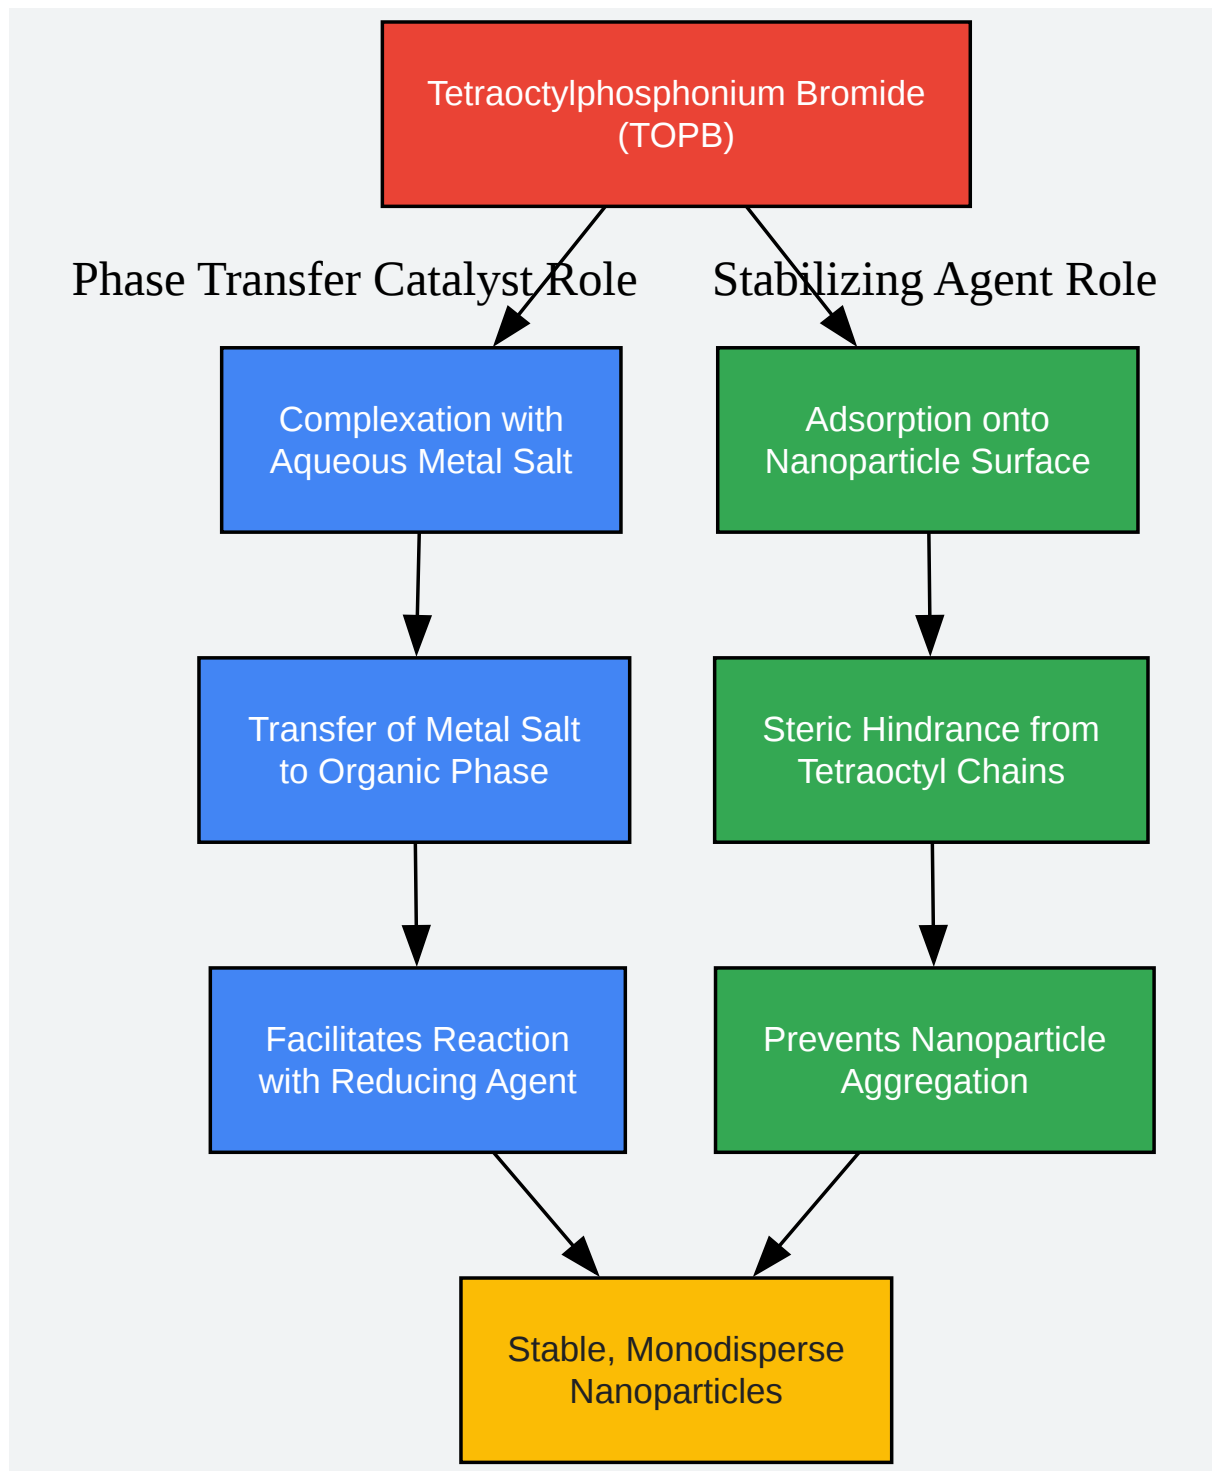 Tetraoctylphosphonium Bromide
(TOPB)
Phase Transfer Catalyst Role
Stabilizing Agent Role
Complexation with
Aqueous Metal Salt
Adsorption onto
Nanoparticle Surface
Transfer of Metal Salt
to Organic Phase
Steric Hindrance from
Tetraoctyl Chains
Facilitates Reaction
with Reducing Agent
Prevents Nanoparticle
Aggregation
Stable, Monodisperse
Nanoparticles